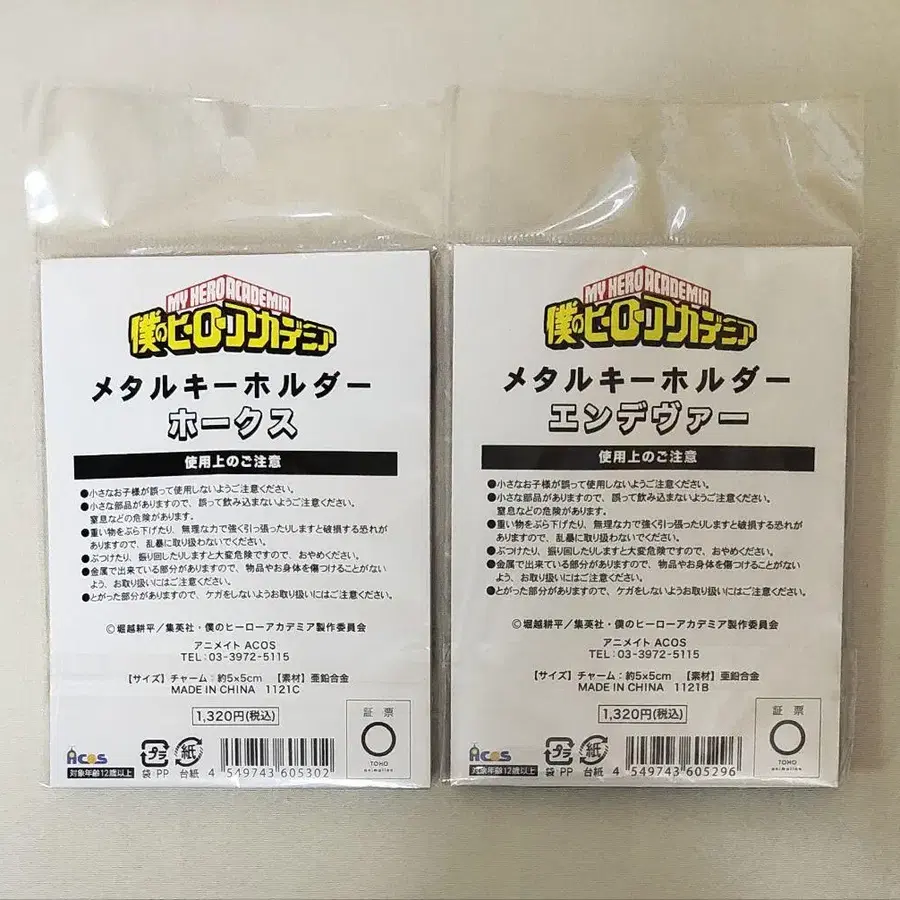 MY HERO ACADEMIA
僕のヒーローアカデミア
メタルキーホルダー
ホークス
使用上のご注意
●小さなお子様が誤って使用しないようご注意ください。
●小さな部品がありますので、誤って飲み込まないようご注意ください。
窒息などの危険があります。
●重い物をぶら下げたり、無理な力で強く引っ張ったりしますと破損する恐れが
ありますので、乱暴に取り扱わないでください。
●ぶつけたり、振り回したりしますと大変危険ですので、おやめください。
●金属で出来ている部分がありますので、物品やお身体を傷つけることがない
よう、お取り扱いにはご注意ください。
●とがった部分がありますので、ケガをしないようお取り扱いにはご注意ください。
©堀越耕平／集英社・僕のヒーローアカデミア製作委員会
アニメイト ACOS
TEL:03-3972-5115
【サイズ】チャーム:約5×5cm 【素材】亜鉛合金
MADE IN CHINA 1121C
1,320円(税込)
証 票
TOHO
animation
ACOS
対象年齢12歳以上
プラ
袋:PP
紙
台紙
4 549743 605302
MY HERO ACADEMIA
僕のヒーローアカデミア
メタルキーホルダー
エンデヴァー
使用上のご注意
●小さなお子様が誤って使用しないようご注意ください。
●小さな部品がありますので、誤って飲み込まないようご注意ください。
窒息などの危険があります。
●重い物をぶら下げたり、無理な力で強く引っ張ったりしますと破損する恐れが
ありますので、乱暴に取り扱わないでください。
●ぶつけたり、振り回したりしますと大変危険ですので、おやめください。
●金属で出来ている部分がありますので、物品やお身体を傷つけることがない
よう、お取り扱いにはご注意ください。
●とがった部分がありますので、ケガをしないようお取り扱いにはご注意ください。
©堀越耕平／集英社・僕のヒーローアカデミア製作委員会
アニメイト ACOS
TEL:03-3972-5115
【サイズ】チャーム:約5×5cm 【素材】亜鉛合金
MADE IN CHINA 1121B
1,320円(税込)
証 票
TOHO
animation
ACOS
対象年齢12歳以上
プラ
袋:PP
紙
台紙
4 549743 605296